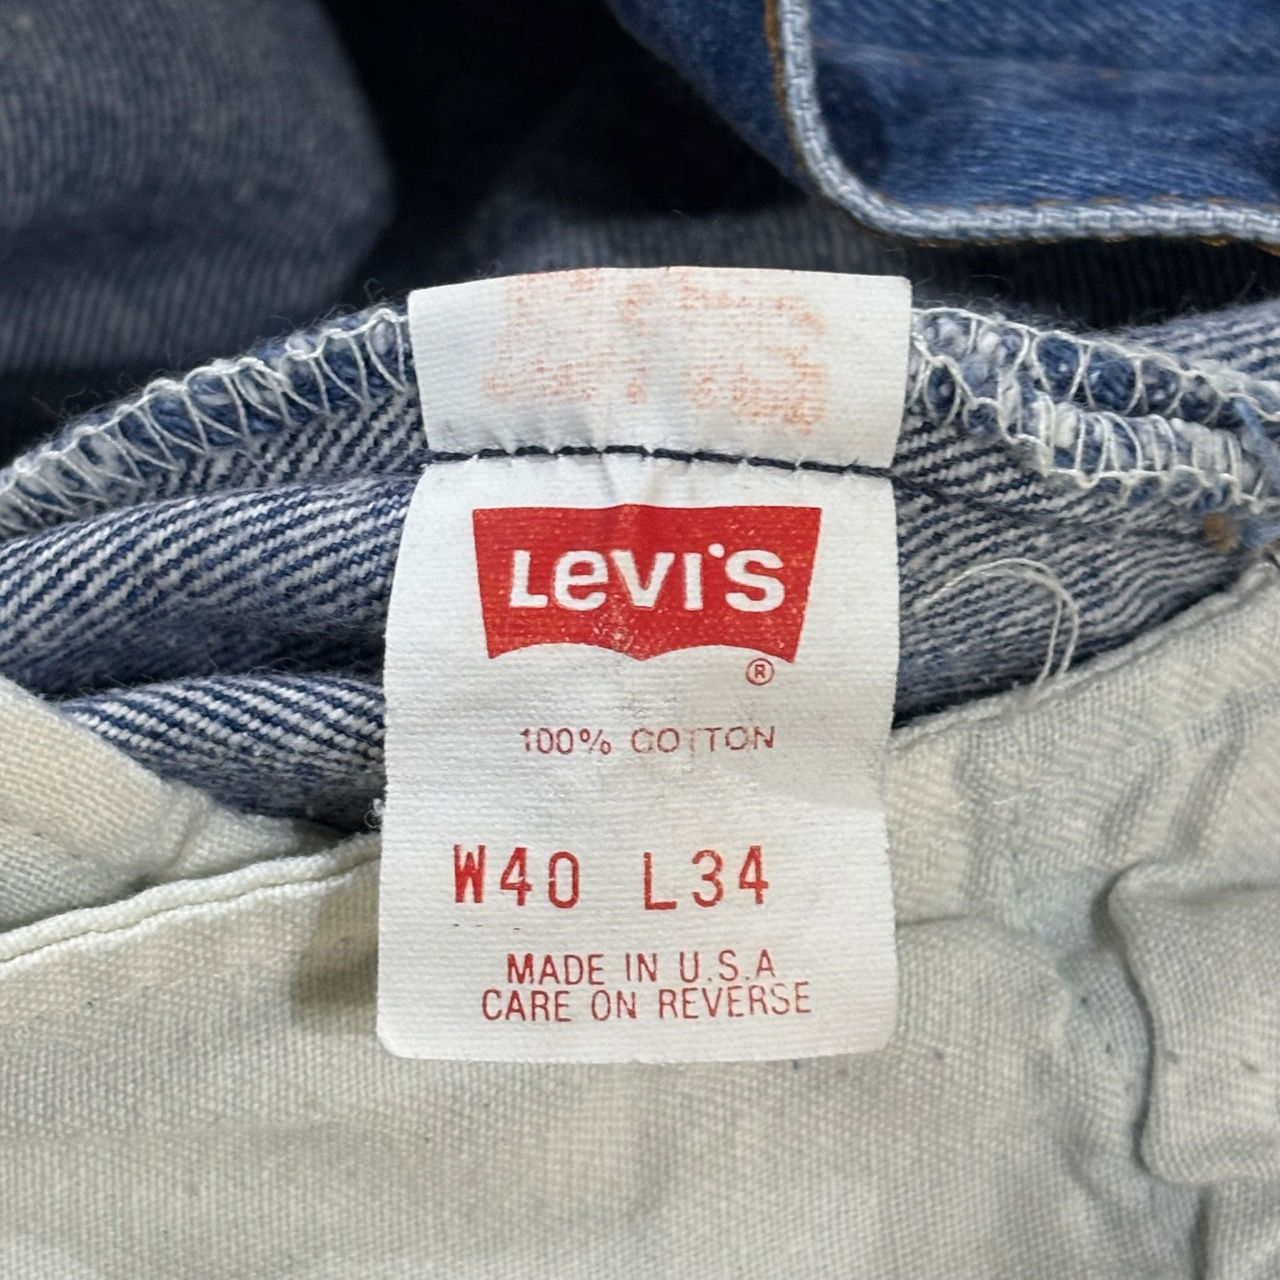 Levi's
®
100% COTTON
W40 L34
MADE IN U.S.A
CARE ON REVERSE